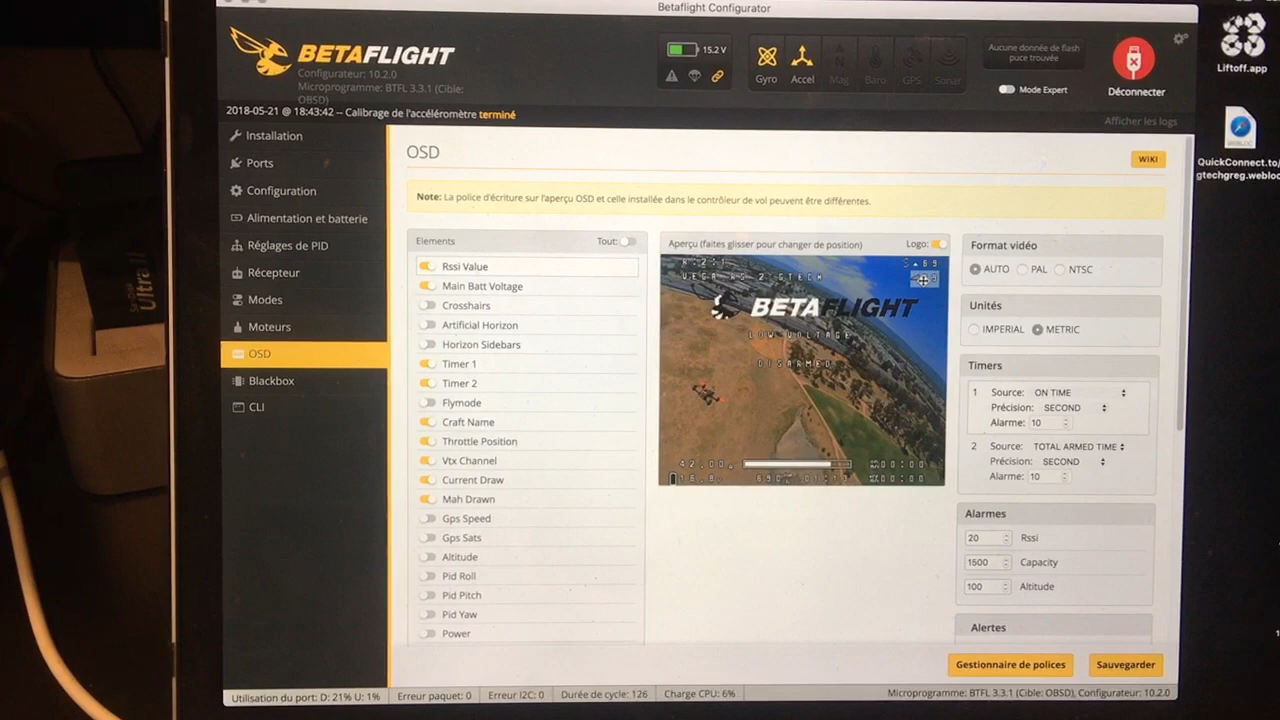 Betaflight Configurator
BETAFLIGHT
Configurateur: 10.2.0
Microprogramme: BTFL 3.3.1 (Cible:
OBSD)
15.2 V
Gyro
Accel
Mag
Baro
GPS
Sonar
Aucune donnée de flash
puce trouvée
Mode Expert
Déconnecter
Liftoff.app
2018-05-21 @ 18:43:42 -- Calibrage de l'accéléromètre terminé
Afficher les logs
Installation
Ports
Configuration
Alimentation et batterie
Réglages de PID
Récepteur
Modes
Moteurs
OSD
Blackbox
CLI
OSD
WIKI
Note: La police d'écriture sur l'aperçu OSD et celle installée dans le contrôleur de vol peuvent être différentes.
Elements
Tout:
Rssi Value
Main Batt Voltage
Crosshairs
Artificial Horizon
Horizon Sidebars
Timer 1
Timer 2
Flymode
Craft Name
Throttle Position
Vtx Channel
Current Draw
Mah Drawn
Gps Speed
Gps Sats
Altitude
Pid Roll
Pid Pitch
Pid Yaw
Power
Aperçu (faites glisser pour changer de position)
Logo:
R:2:1
BETAFLIGHT
LOW VOLTAGE
DISARMED
Format vidéo
AUTO
PAL
NTSC
Unités
IMPERIAL
METRIC
Timers
1 Source: ON TIME
Précision: SECOND
Alarme: 10
2 Source: TOTAL ARMED TIME
Précision: SECOND
Alarme: 10
Alarmes
20 Rssi
1500 Capacity
100 Altitude
Alertes
Gestionnaire de polices
Sauvegarder
Utilisation du port: D: 21% U: 1%
Erreur paquet: 0
Erreur I2C: 0
Durée de cycle: 126
Charge CPU: 6%
Microprogramme: BTFL 3.3.1 (Cible: OBSD), Configurateur: 10.2.0
QuickConnect.to/
gtechgreg.webloc
SanDisk
Ultra II